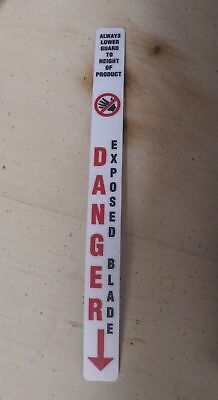 ALWAYS
LOWER
GUARD
TO
HEIGHT
OF
PRODUCT
DANGER
EXPOSED BLADE